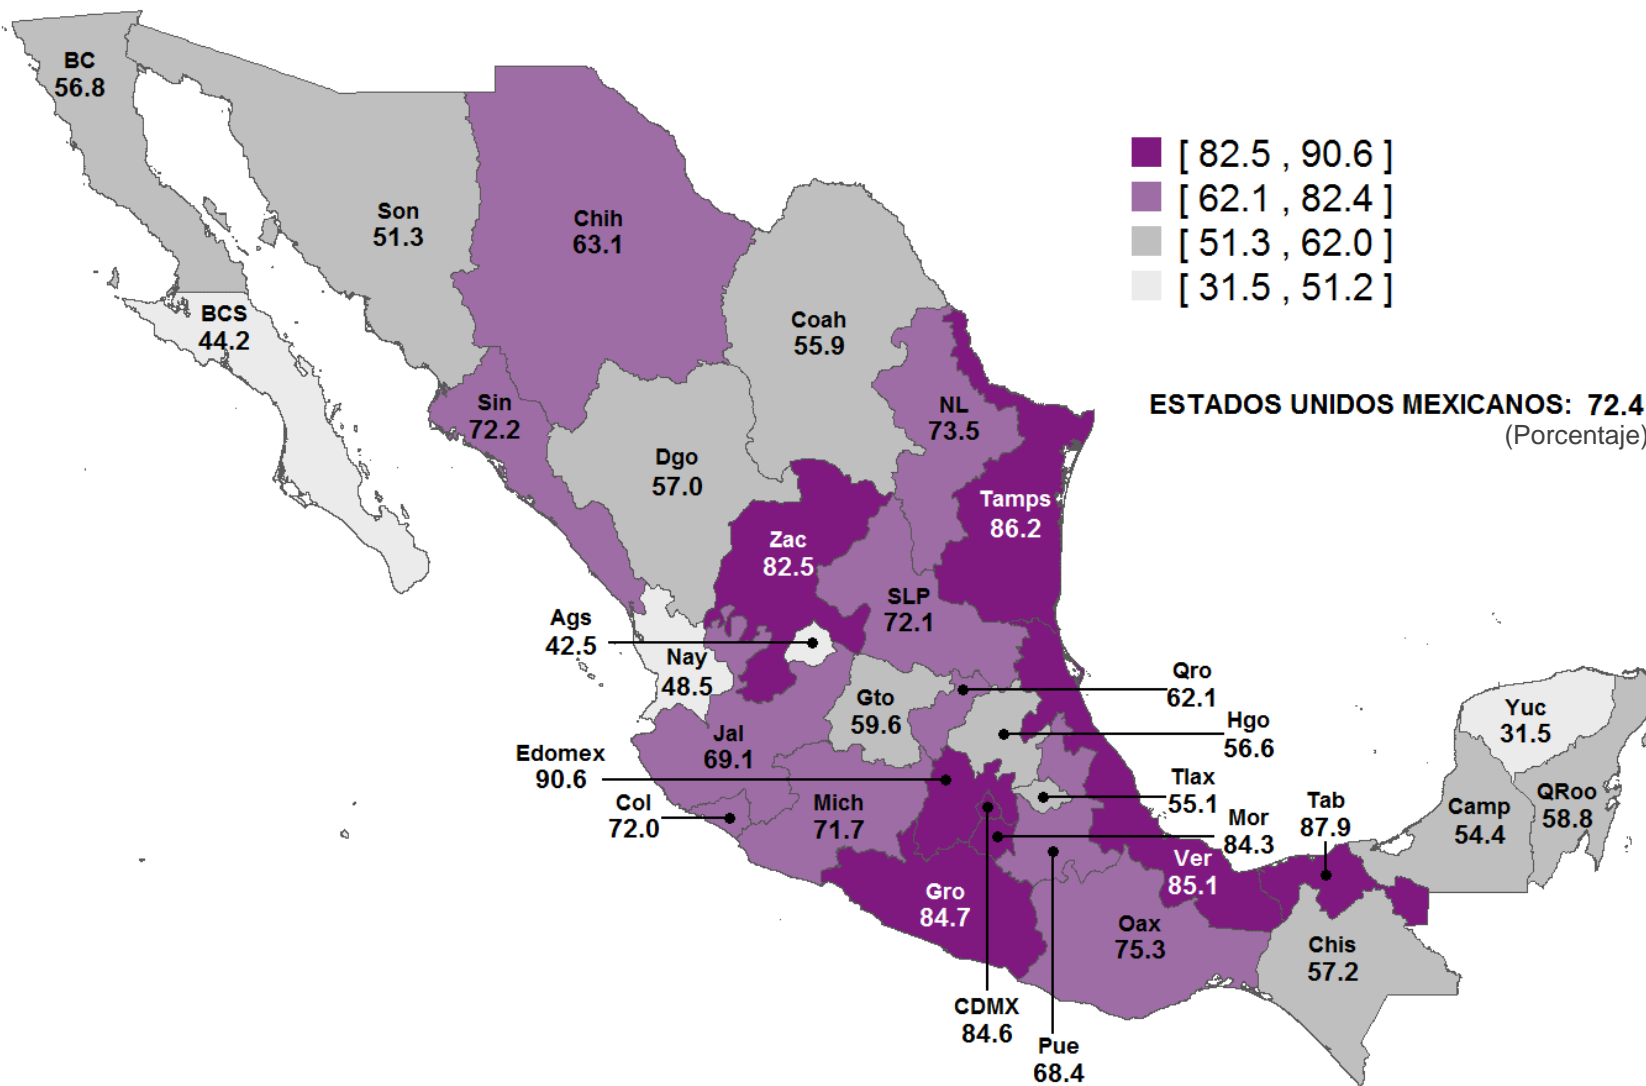 BC
56.8
Son
51.3
Chih
63.1
[ 82.5 , 90.6 ]
[ 62.1 , 82.4 ]
[ 51.3 , 62.0 ]
[ 31.5 , 51.2 ]
BCS
44.2
Coah
55.9
ESTADOS UNIDOS MEXICANOS: 72.4
(Porcentaje)
Sin
72.2
NL
73.5
Dgo
57.0
Tamps
86.2
Zac
82.5
SLP
72.1
Ags
42.5
Nay
48.5
Gto
59.6
Qro
62.1
Hgo
56.6
Yuc
31.5
Jal
69.1
Edomex
90.6
Col
72.0
Mich
71.7
Tlax
55.1
Mor
84.3
Tab
87.9
Camp
54.4
QRoo
58.8
Ver
85.1
Gro
84.7
Oax
75.3
Chis
57.2
CDMX
84.6
Pue
68.4